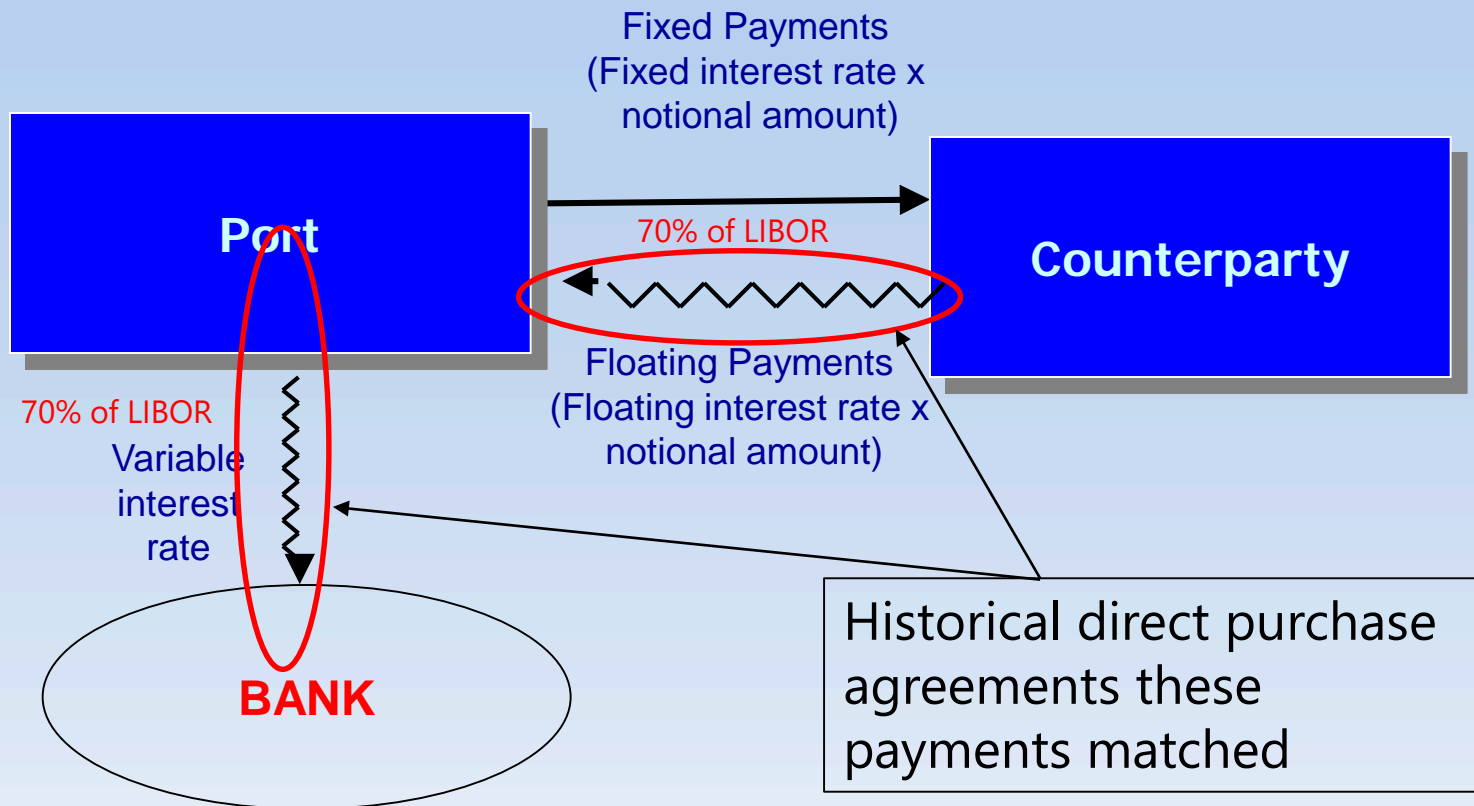 Fixed Payments
(Fixed interest rate x
notional amount)
Port
70% of LIBOR
Counterparty
Floating Payments
(Floating interest rate x
notional amount)
70% of LIBOR
Variable
interest
rate
BANK
Historical direct purchase
agreements these
payments matched